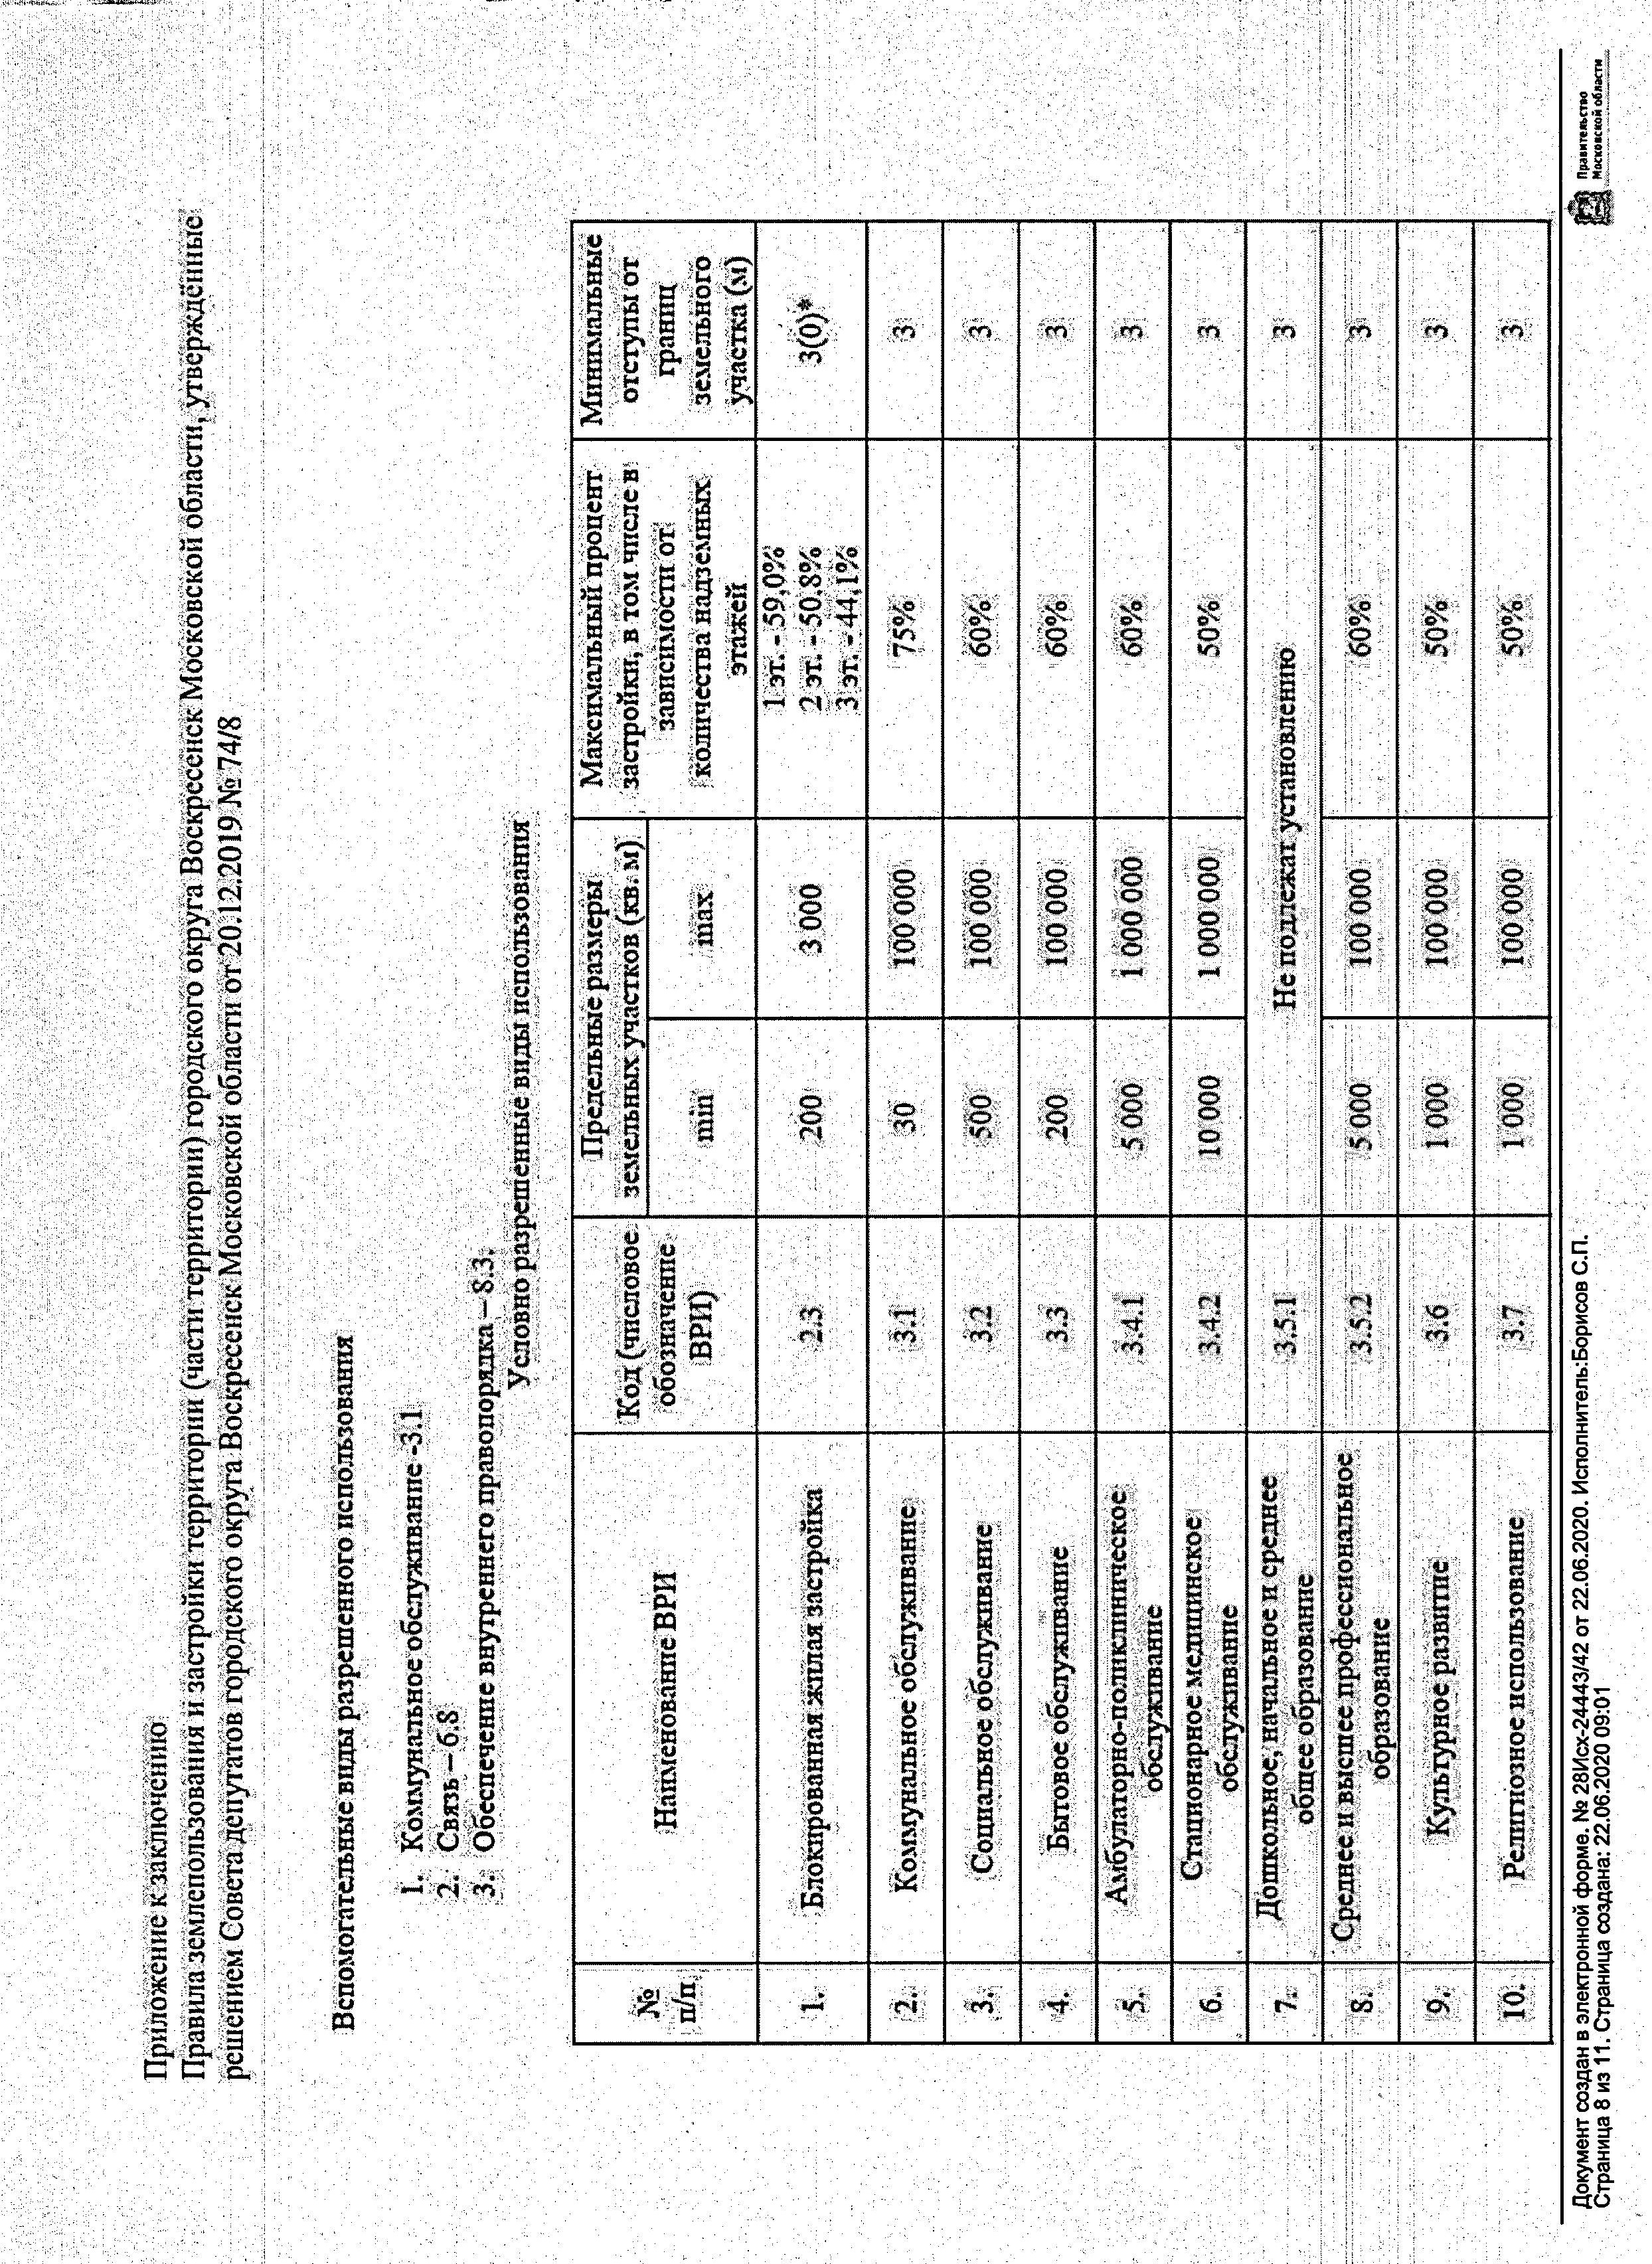 Приложение к заключению
Правила землепользования и застройки территории (части территории) городского округа Воскресенск Московской области, утверждённые
решением Совета депутатов городского округа Воскресенск Московской области от 20.12.2019 № 74/8
Вспомогательные виды разрешенного использования
1. Коммунальное обслуживание -3.1
2. Связь – 6.8
3. Обеспечение внутреннего правопорядка – 8.3.
Условно разрешенные виды использования
№ п/п
Наименование ВРИ
Код (числовое обозначение ВРИ)
Предельные размеры земельных участков (кв. м)
min
max
Максимальный процент застройки, в том числе в зависимости от количества надземных этажей
Минимальные отступы от границ земельного участка (м)
1. Блокированная жилая застройка 2.3 200 3 000 1 эт. - 59,0% 2 эт. - 50.8% 3 эт. - 44,1% 3(0)*
2. Коммунальное обслуживание 3.1 30 100 000 75% 3
3. Социальное обслуживание 3.2 500 100 000 60% 3
4. Бытовое обслуживание 3.3 200 100 000 60% 3
5. Амбулаторно-поликлиническое обслуживание 3.4.1 5 000 1 000 000 60% 3
6. Стационарное медицинское обслуживание 3.4.2 10 000 1 000 000 50% 3
7. Дошкольное, начальное и среднее общее образование 3.5.1 Не подлежат установлению 3
8. Среднее и высшее профессиональное образование 3.5.2 5 000 100 000 60% 3
9. Культурное развитие 3.6 1 000 100 000 50% 3
10. Религиозное использование 3.7 1 000 100 000 50% 3
Документ создан в электронной форме. № 28Исх-24443/42 от 22.06.2020. Исполнитель:Борисов С.П.
Страница 8 из 11. Страница создана: 22.06.2020 09:01
Правительство
Московской области